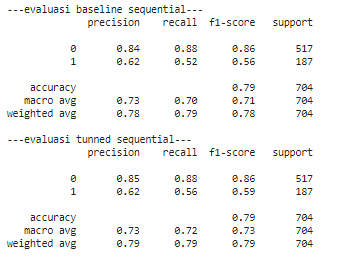 ---evaluasi baseline sequential---
precision recall f1-score support
0 0.84 0.88 0.86 517
1 0.62 0.52 0.56 187
accuracy 0.79 704
macro avg 0.73 0.70 0.71 704
weighted avg 0.78 0.79 0.78 704
---evaluasi tunned sequential---
precision recall f1-score support
0 0.85 0.88 0.86 517
1 0.62 0.56 0.59 187
accuracy 0.79 704
macro avg 0.73 0.72 0.73 704
weighted avg 0.79 0.79 0.79 704